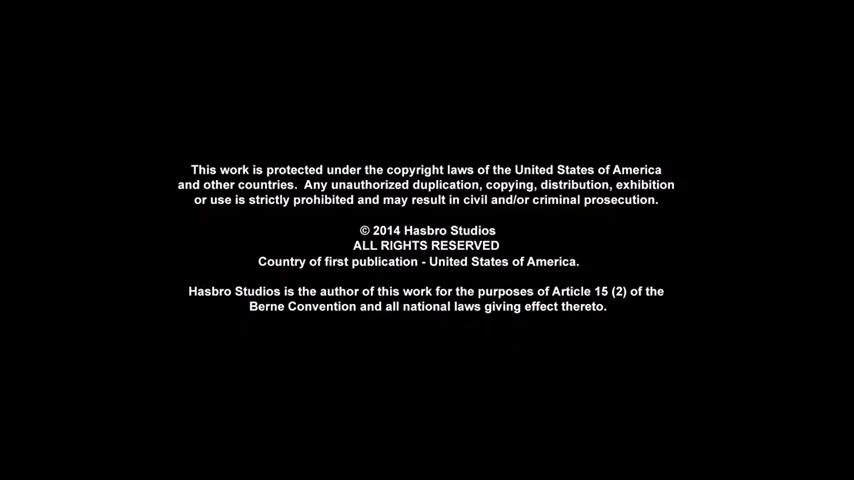 This work is protected under the copyright laws of the United States of America
and other countries.  Any unauthorized duplication, copying, distribution, exhibition
or use is strictly prohibited and may result in civil and/or criminal prosecution.
© 2014 Hasbro Studios
ALL RIGHTS RESERVED
Country of first publication - United States of America.
Hasbro Studios is the author of this work for the purposes of Article 15 (2) of the
Berne Convention and all national laws giving effect thereto.